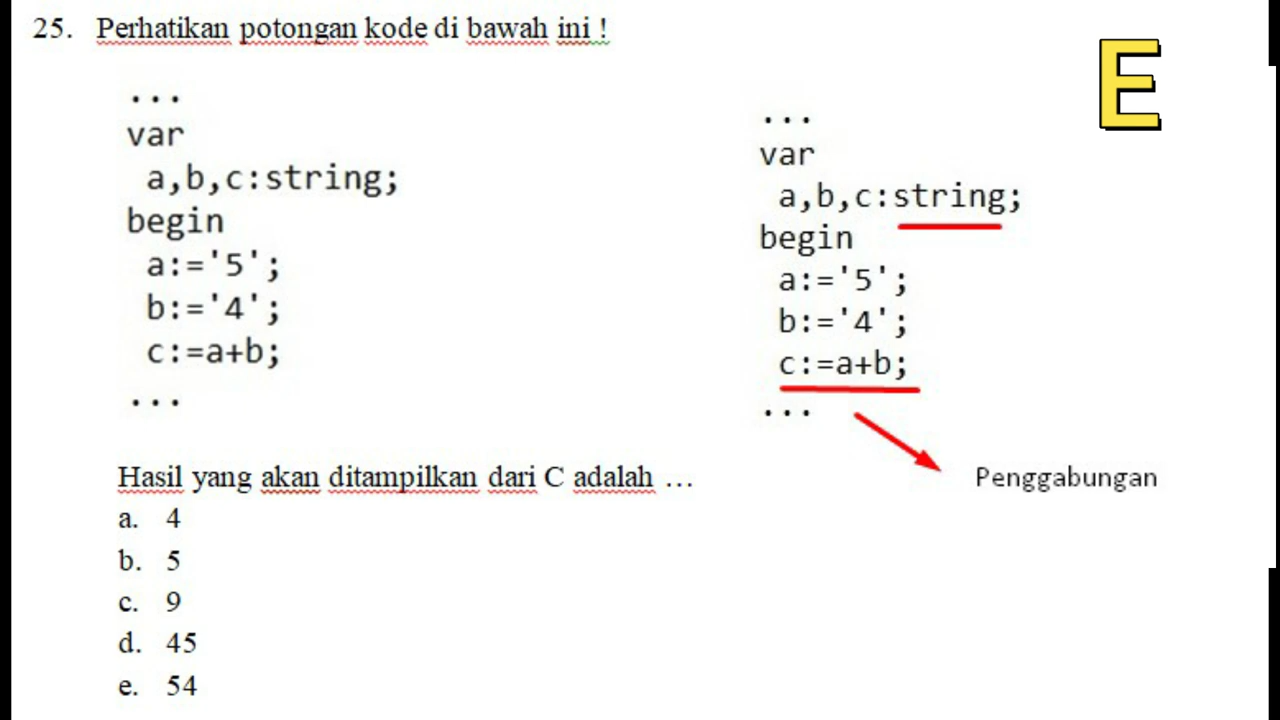 25. Perhatikan potongan kode di bawah ini !
...
var
a,b,c:string;
begin
a:='5';
b:='4';
c:=a+b;
...
Hasil yang akan ditampilkan dari C adalah ...
a. 4
b. 5
c. 9
d. 45
e. 54
E
...
var
a,b,c:string;
begin
a:='5';
b:='4';
c:=a+b;
...
Penggabungan